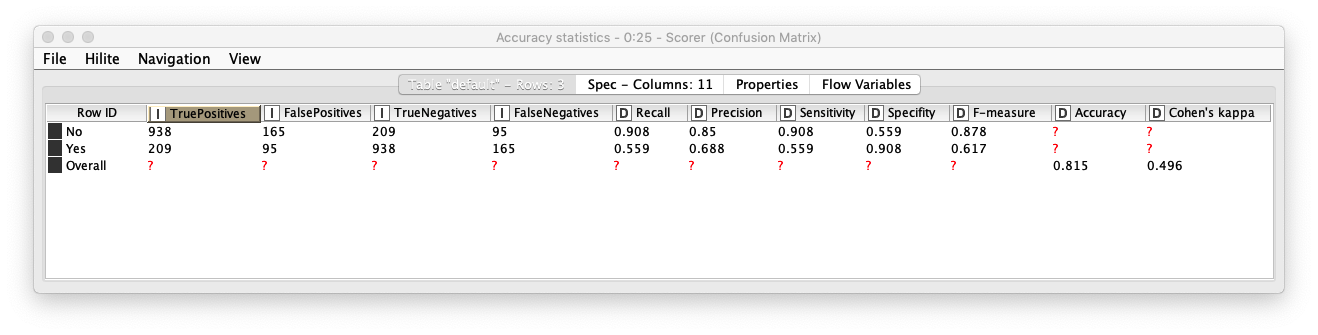 Accuracy statistics - 0:25 - Scorer (Confusion Matrix)
File Hilite Navigation View
Table "default" - Rows: 3 Spec - Columns: 11 Properties Flow Variables
Row ID I TruePositives I FalsePositives I TrueNegatives I FalseNegatives D Recall D Precision D Sensitivity D Specifity D F-measure D Accuracy D Cohen's kappa
No 938 165 209 95 0.908 0.85 0.908 0.559 0.878 ? ?
Yes 209 95 938 165 0.559 0.688 0.559 0.908 0.617 ? ?
Overall ? ? ? ? ? ? ? ? ? 0.815 0.496